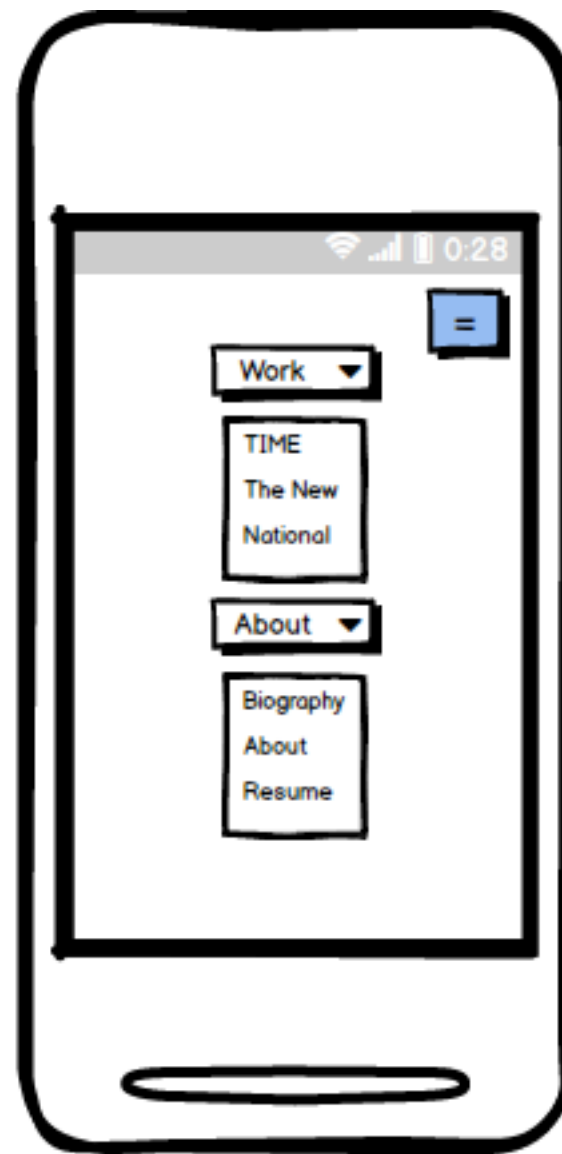 0:28
=
Work
TIME
The New
National
About
Biography
About
Resume